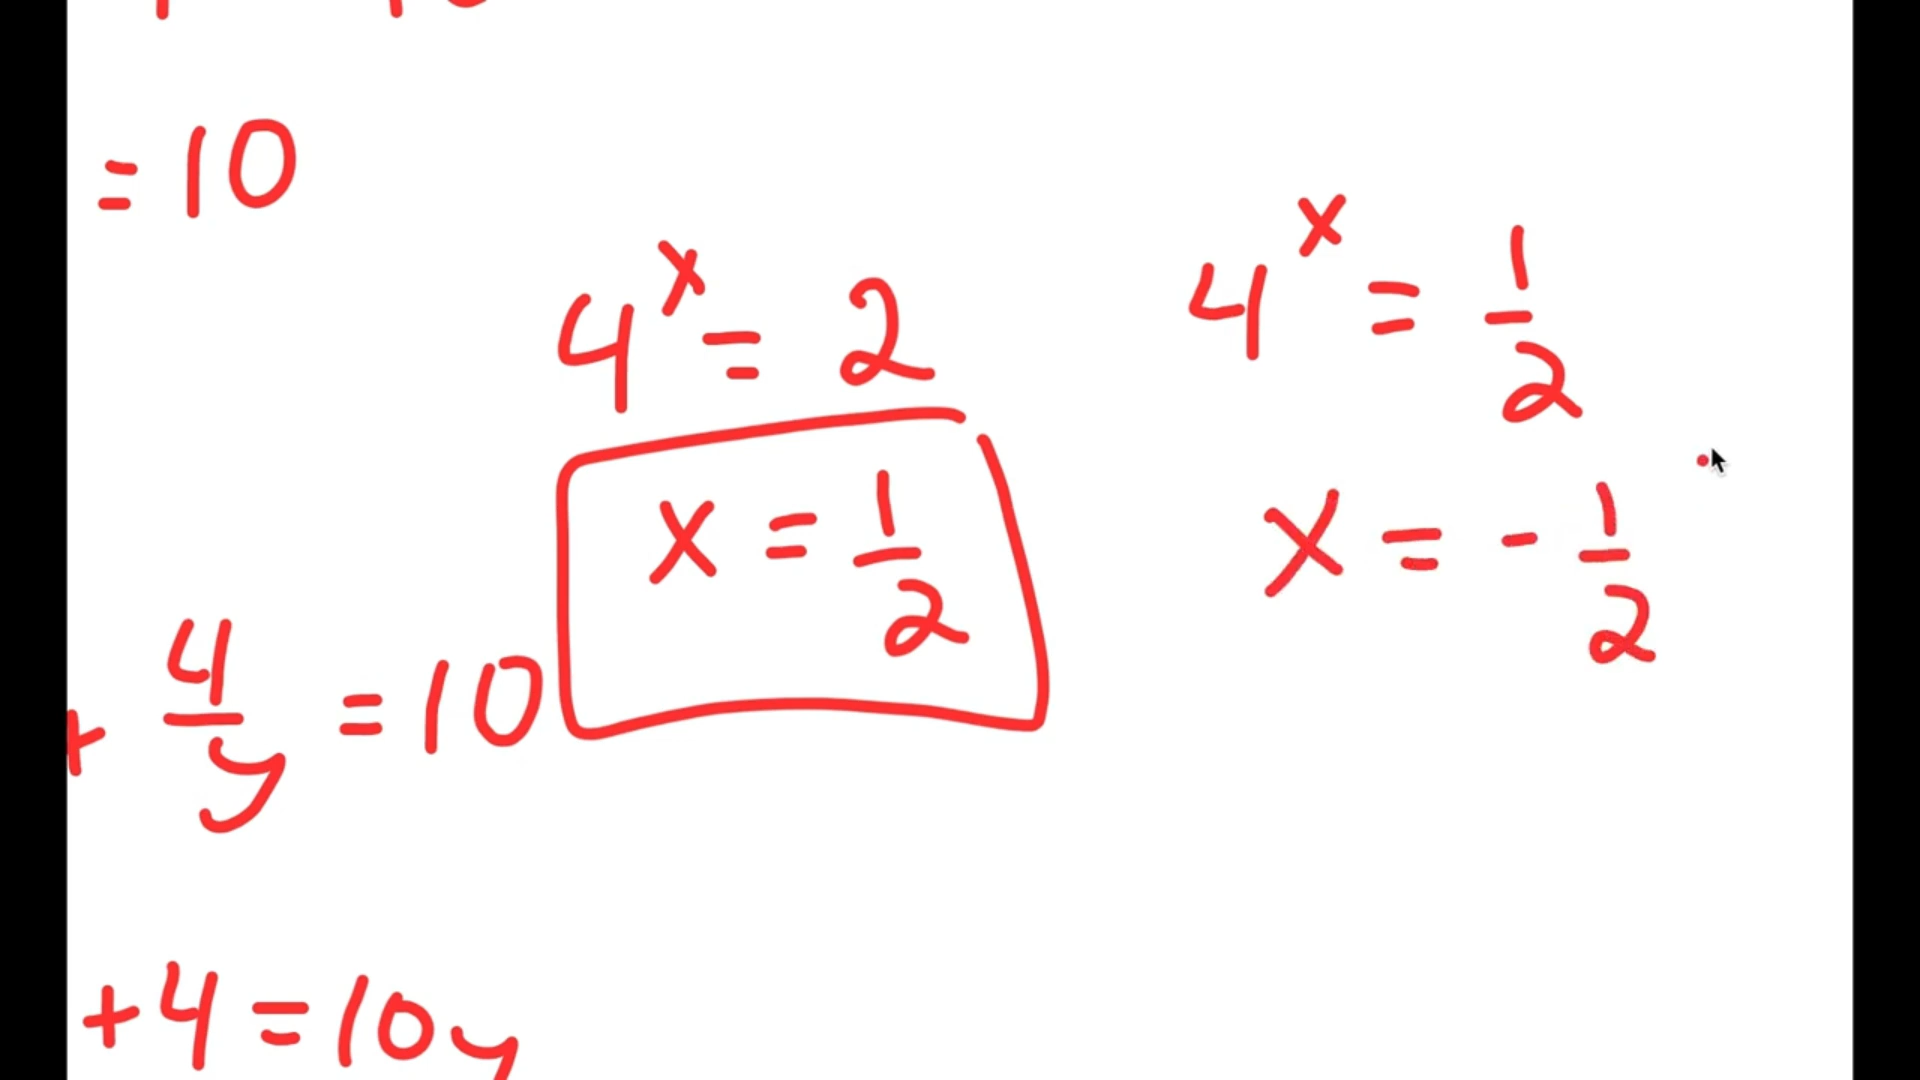 = 10
4^x = 2
x = 1/2
4^x = 1/2
x = - 1/2
+ 4/y = 10
+4 = 10y